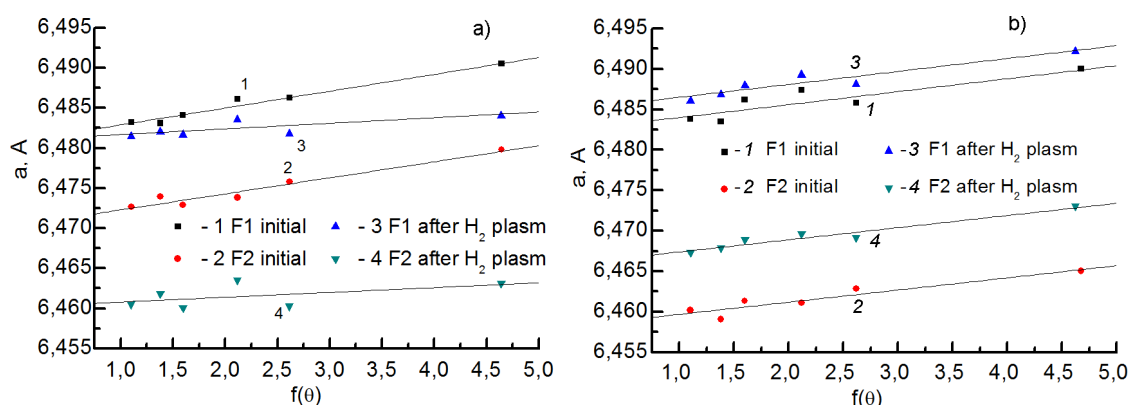 a)
a, A
6,495
6,490
6,485
6,480
6,475
6,470
6,465
6,460
6,455
1
3
2
4
- 1 F1 initial
- 3 F1 after H₂ plasm
- 2 F2 initial
- 4 F2 after H₂ plasm
1,0 1,5 2,0 2,5 3,0 3,5 4,0 4,5 5,0
f(θ)
b)
a, A
6,495
6,490
6,485
6,480
6,475
6,470
6,465
6,460
6,455
3
1
4
2
-1 F1 initial
-3 F1 after H₂ plasm
-2 F2 initial
-4 F2 after H₂ plasm
1,0 1,5 2,0 2,5 3,0 3,5 4,0 4,5 5,0
f(θ)